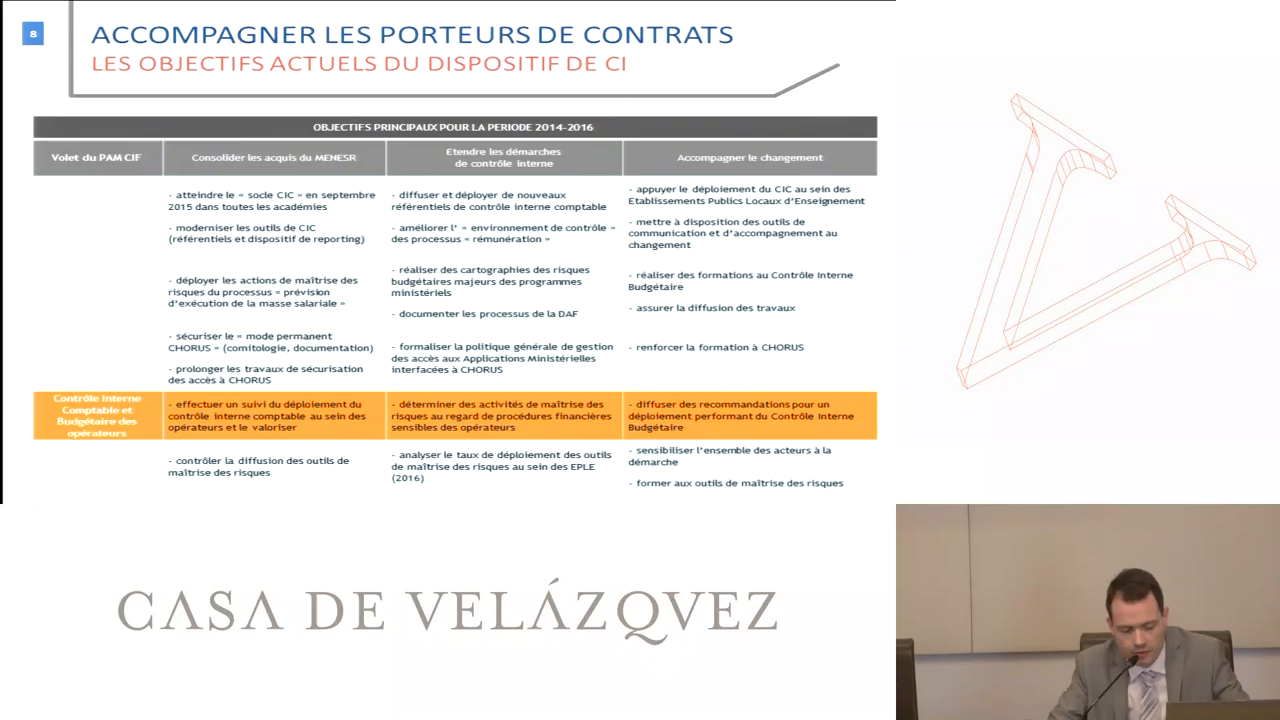 8
ACCOMPAGNER LES PORTEURS DE CONTRATS
LES OBJECTIFS ACTUELS DU DISPOSITIF DE CI
OBJECTIFS PRINCIPAUX POUR LA PERIODE 2014-2016
Volet du PAM CIF
Consolider les acquis du MENESR
Etendre les démarches
de contrôle interne
Accompagner le changement
- atteindre le « socle CIC » en septembre
2015 dans toutes les académies
- moderniser les outils de CIC
(référentiels et dispositif de reporting)
- diffuser et déployer de nouveaux
référentiels de contrôle interne comptable
- améliorer l' « environnement de contrôle »
des processus « rémunération »
- appuyer le déploiement du CIC au sein des
Etablissements Publics Locaux d'Enseignement
- mettre à disposition des outils de
communication et d'accompagnement au
changement
- déployer les actions de maîtrise des
risques du processus « prévision
d'exécution de la masse salariale »
- réaliser des cartographies des risques
budgétaires majeurs des programmes
ministériels
- documenter les processus de la DAF
- réaliser des formations au Contrôle Interne
Budgétaire
- assurer la diffusion des travaux
- sécuriser le « mode permanent
CHORUS » (comitologie, documentation)
- prolonger les travaux de sécurisation
des accès à CHORUS
- formaliser la politique générale de gestion
des accès aux Applications Ministérielles
interfacées à CHORUS
- renforcer la formation à CHORUS
Contrôle Interne
Comptable et
Budgétaire des
opérateurs
- effectuer un suivi du déploiement du
contrôle interne comptable au sein des
opérateurs et le valoriser
- déterminer des activités de maîtrise des
risques au regard de procédures financières
sensibles des opérateurs
- diffuser des recommandations pour un
déploiement performant du Contrôle Interne
Budgétaire
- contrôler la diffusion des outils de
maîtrise des risques
- analyser le taux de déploiement des outils
de maîtrise des risques au sein des EPLE
(2016)
- sensibiliser l'ensemble des acteurs à la
démarche
- former aux outils de maîtrise des risques
CASA DE VELÁZQVEZ